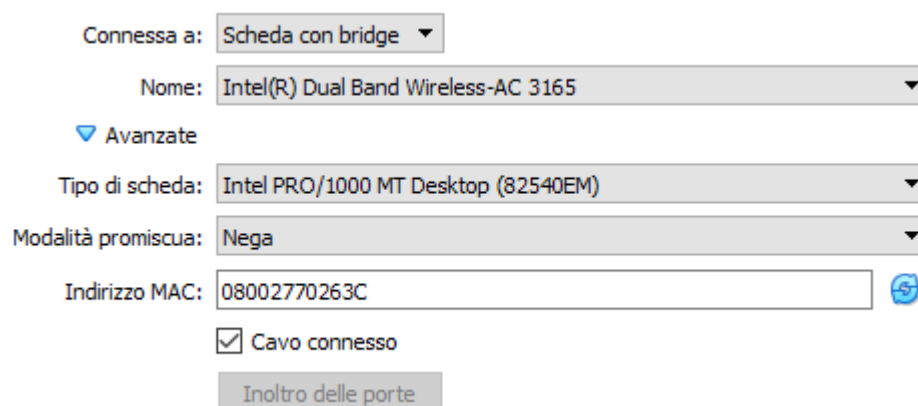 Connessa a: Scheda con bridge
Nome: Intel(R) Dual Band Wireless-AC 3165
Avanzate
Tipo di scheda: Intel PRO/1000 MT Desktop (82540EM)
Modalità promiscua: Nega
Indirizzo MAC: 08002770263C
Cavo connesso
Inoltro delle porte